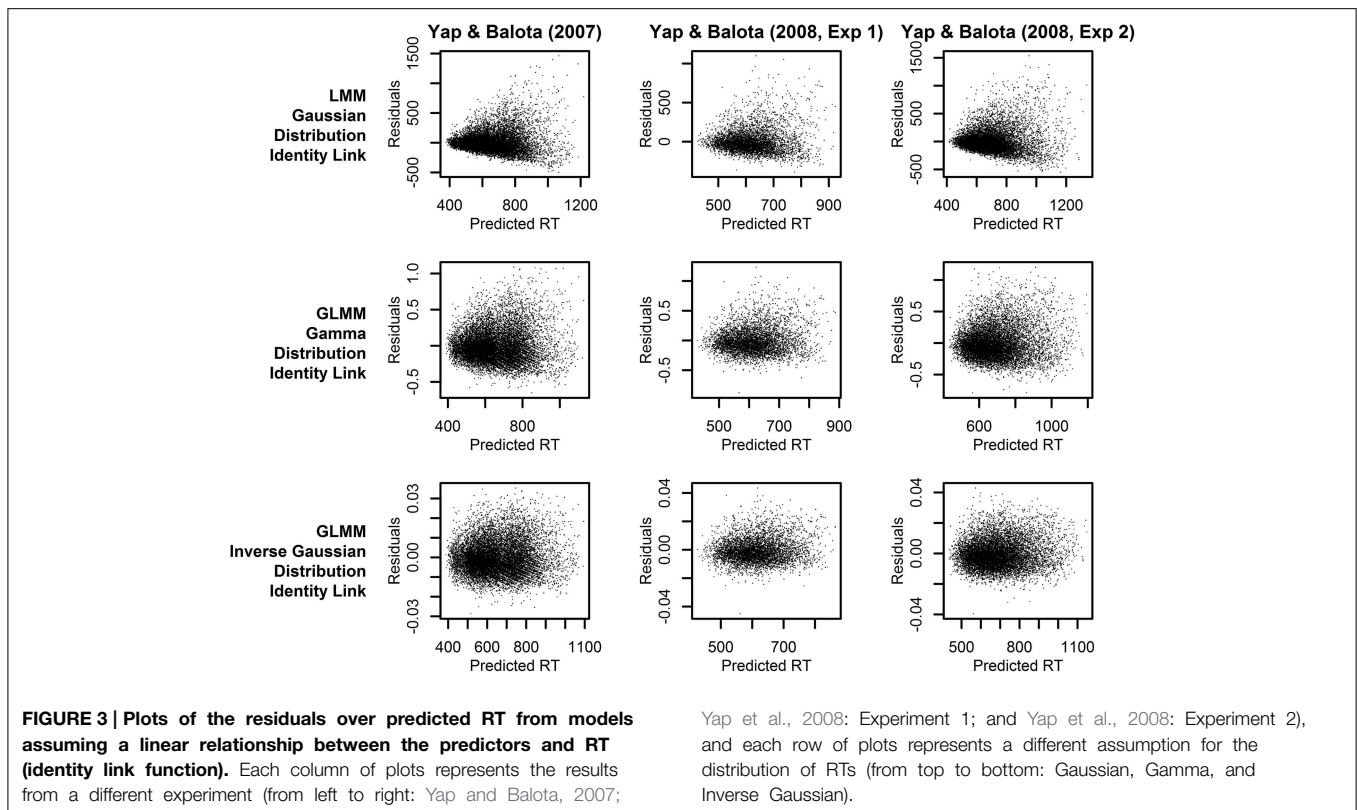 Yap & Balota (2007)
Yap & Balota (2008, Exp 1)
Yap & Balota (2008, Exp 2)
LMM
Gaussian
Distribution
Identity Link
Residuals
-500
500
1500
400
800
1200
Predicted RT
Residuals
0
500
500
700
900
Predicted RT
Residuals
-500
500
1500
400
800
1200
Predicted RT
GLMM
Gamma
Distribution
Identity Link
Residuals
-0.5
0.5
1.0
400
800
Predicted RT
Residuals
-0.5
0.5
500
700
900
Predicted RT
Residuals
-0.5
0.5
600
1000
Predicted RT
GLMM
Inverse Gaussian
Distribution
Identity Link
Residuals
-0.03
0.00
0.03
400
600
800
1100
Predicted RT
Residuals
-0.04
0.00
0.04
500
700
Predicted RT
Residuals
-0.04
0.00
0.04
500
800
1100
Predicted RT
FIGURE 3 | Plots of the residuals over predicted RT from models
assuming a linear relationship between the predictors and RT
(identity link function). Each column of plots represents the results
from a different experiment (from left to right: Yap and Balota, 2007;
Yap et al., 2008: Experiment 1; and Yap et al., 2008: Experiment 2),
and each row of plots represents a different assumption for the
distribution of RTs (from top to bottom: Gaussian, Gamma, and
Inverse Gaussian).